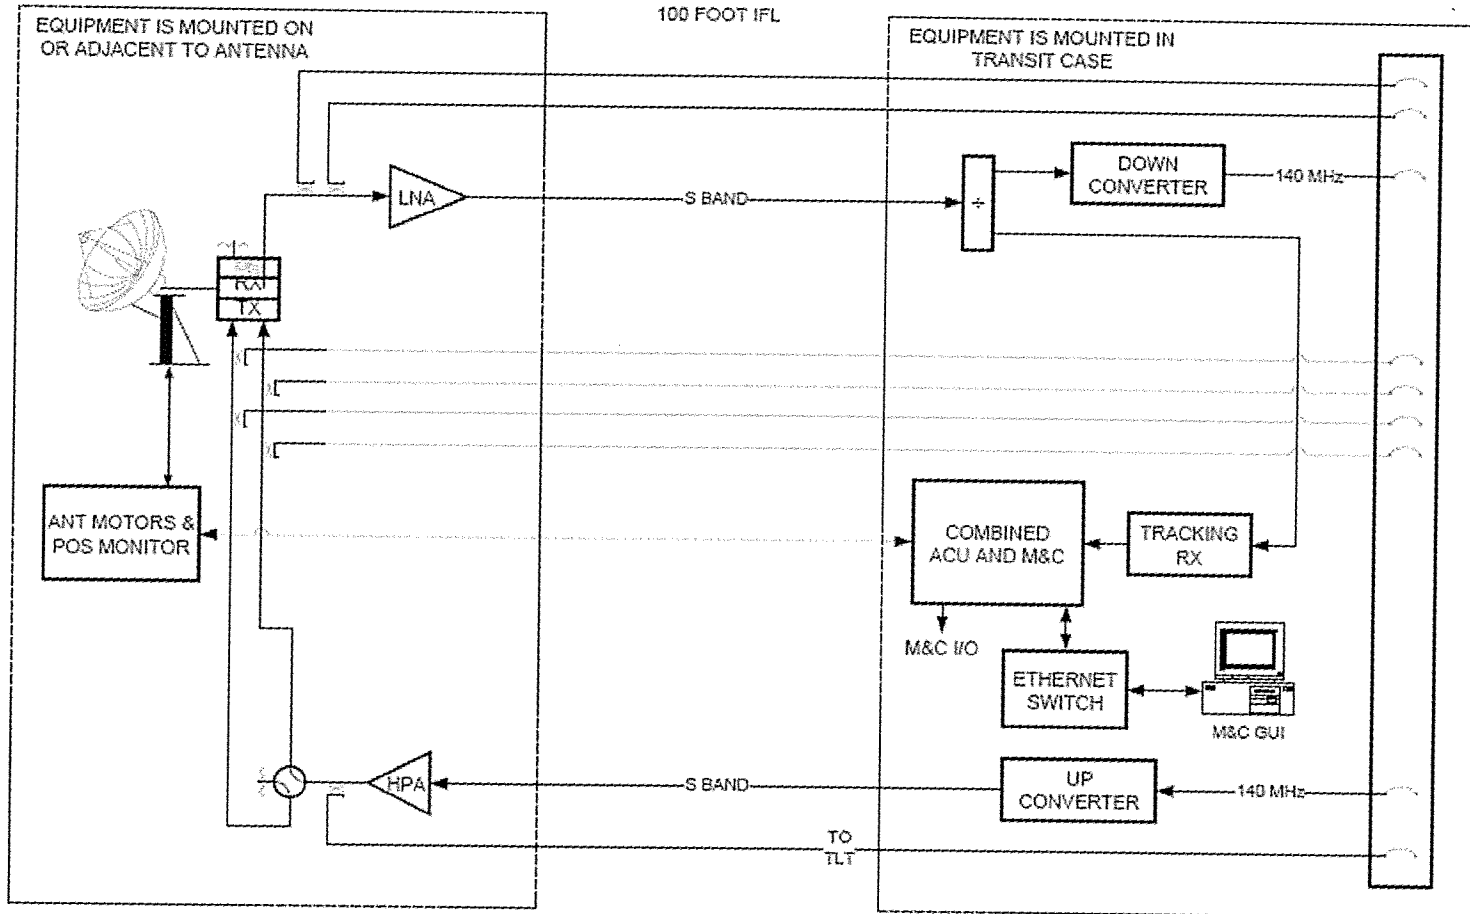 100 FOOT IFL
EQUIPMENT IS MOUNTED ON
OR ADJACENT TO ANTENNA
EQUIPMENT IS MOUNTED IN
TRANSIT CASE
LNA
S BAND
÷
DOWN
CONVERTER
140 MHz
RX
TX
ANT MOTORS &
POS MONITOR
COMBINED
ACU AND M&C
TRACKING
RX
M&C I/O
ETHERNET
SWITCH
M&C GUI
HPA
S BAND
UP
CONVERTER
140 MHz
TO
TLT